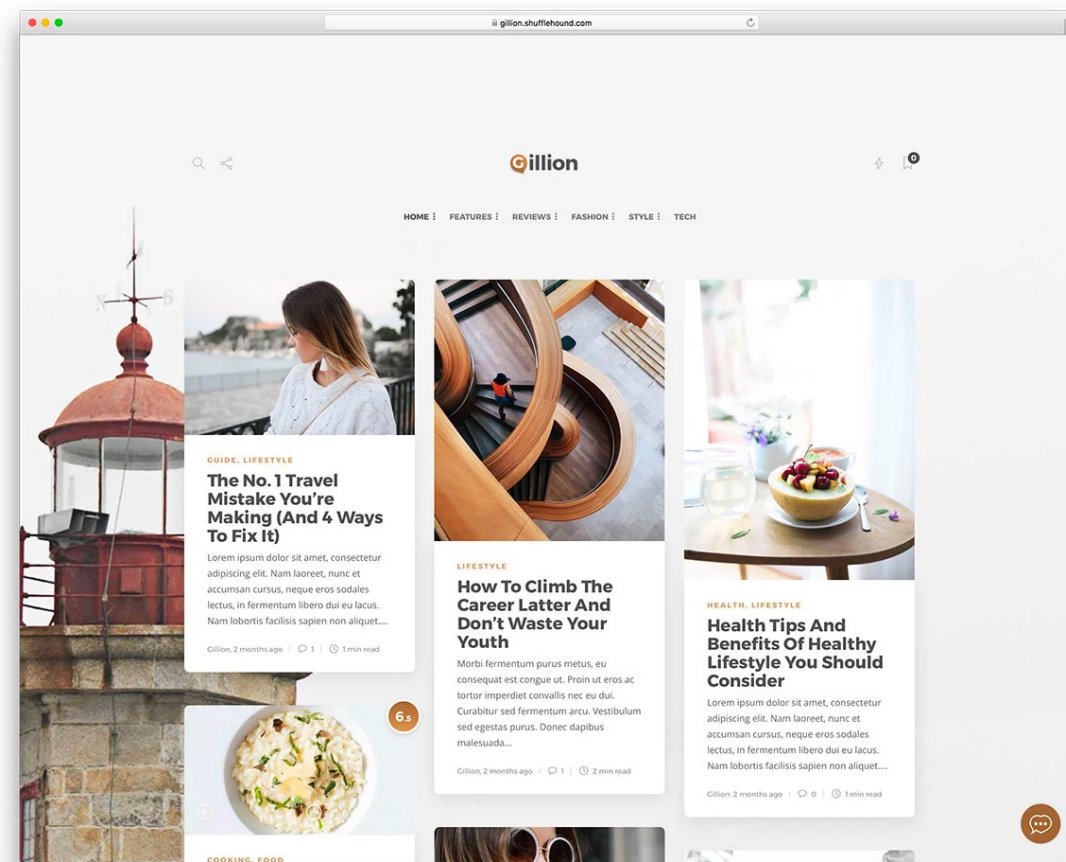 gillion.shufflehound.com
Gillion
0
HOME FEATURES REVIEWS FASHION STYLE TECH
N S
GUIDE, LIFESTYLE
The No. 1 Travel
Mistake You're
Making (And 4 Ways
To Fix It)
Lorem ipsum dolor sit amet, consectetur
adipiscing elit. Nam laoreet, nunc et
accumsan cursus, neque eros sodales
lectus, in fermentum libero dui eu lacus.
Nam lobortis facilisis sapien non aliquet....
Gillion, 2 months ago 1 1 min read
6.5
COOKING, FOOD
LIFESTYLE
How To Climb The
Career Latter And
Don't Waste Your
Youth
Morbi fermentum purus metus, eu
consequat est congue ut. Proin ut eros ac
tortor imperdiet convallis nec eu dui.
Curabitur sed fermentum arcu. Vestibulum
sed egestas purus. Donec dapibus
malesuada...
Gillion, 2 months ago 1 2 min read
HEALTH, LIFESTYLE
Health Tips And
Benefits Of Healthy
Lifestyle You Should
Consider
Lorem ipsum dolor sit amet, consectetur
adipiscing elit. Nam laoreet, nunc et
accumsan cursus, neque eros sodales
lectus, in fermentum libero dui eu lacus.
Nam lobortis facilisis sapien non aliquet....
Gillion, 2 months ago 0 1 min read